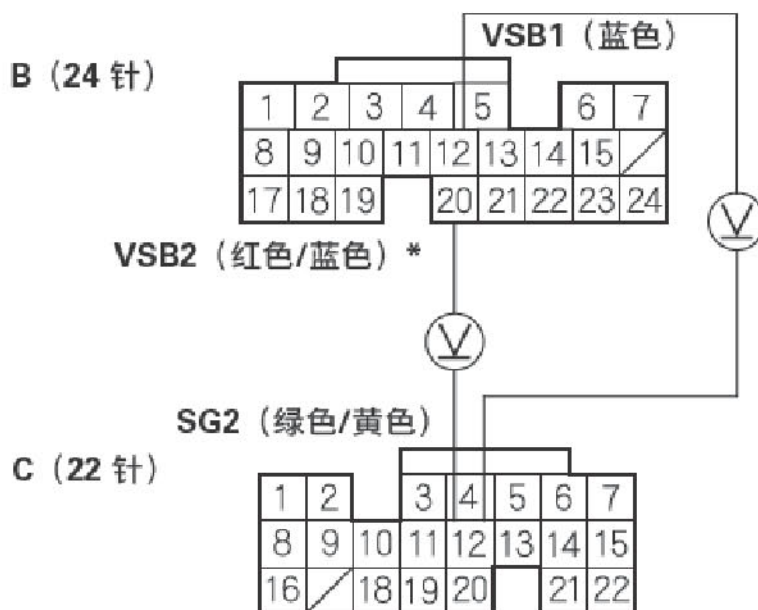 VSB1（蓝色）
B（24 针）
1 2 3 4 5 6 7
8 9 10 11 12 13 14 15
17 18 19 20 21 22 23 24
V
VSB2（红色/蓝色）*
V
SG2（绿色/黄色）
C（22 针）
1 2 3 4 5 6 7
8 9 10 11 12 13 14 15
16 18 19 20 21 22